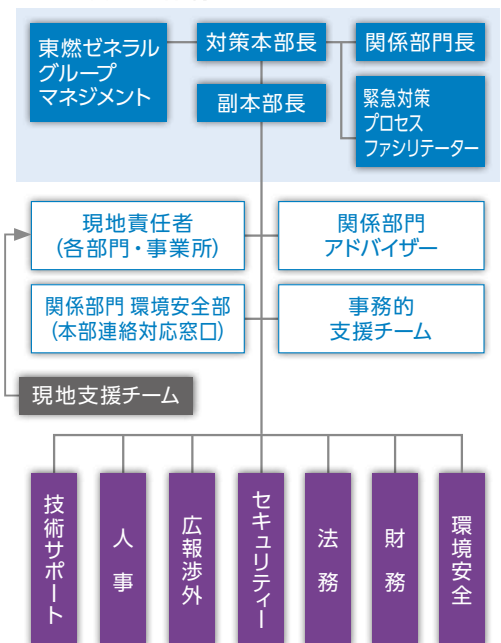 東燃ゼネラル
グループ
マネジメント
対策本部長
関係部門長
副本部長
緊急対策
プロセス
ファシリテーター
現地責任者
(各部門・事業所)
関係部門
アドバイザー
関係部門 環境安全部
(本部連絡対応窓口)
事務的
支援チーム
現地支援チーム
技術サポート
人事
広報渉外
セキュリティー
法務
財務
環境安全